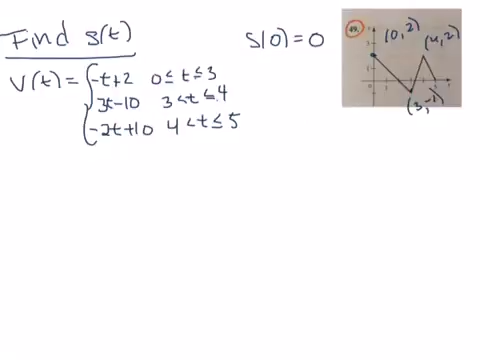 Find s(t)
s(0)=0
v(t)= { -t+2 0≤t≤3
3t-10 3<t≤4
-2t+10 4<t≤5
49.
(0,2)
(4,2)
(3,-1)